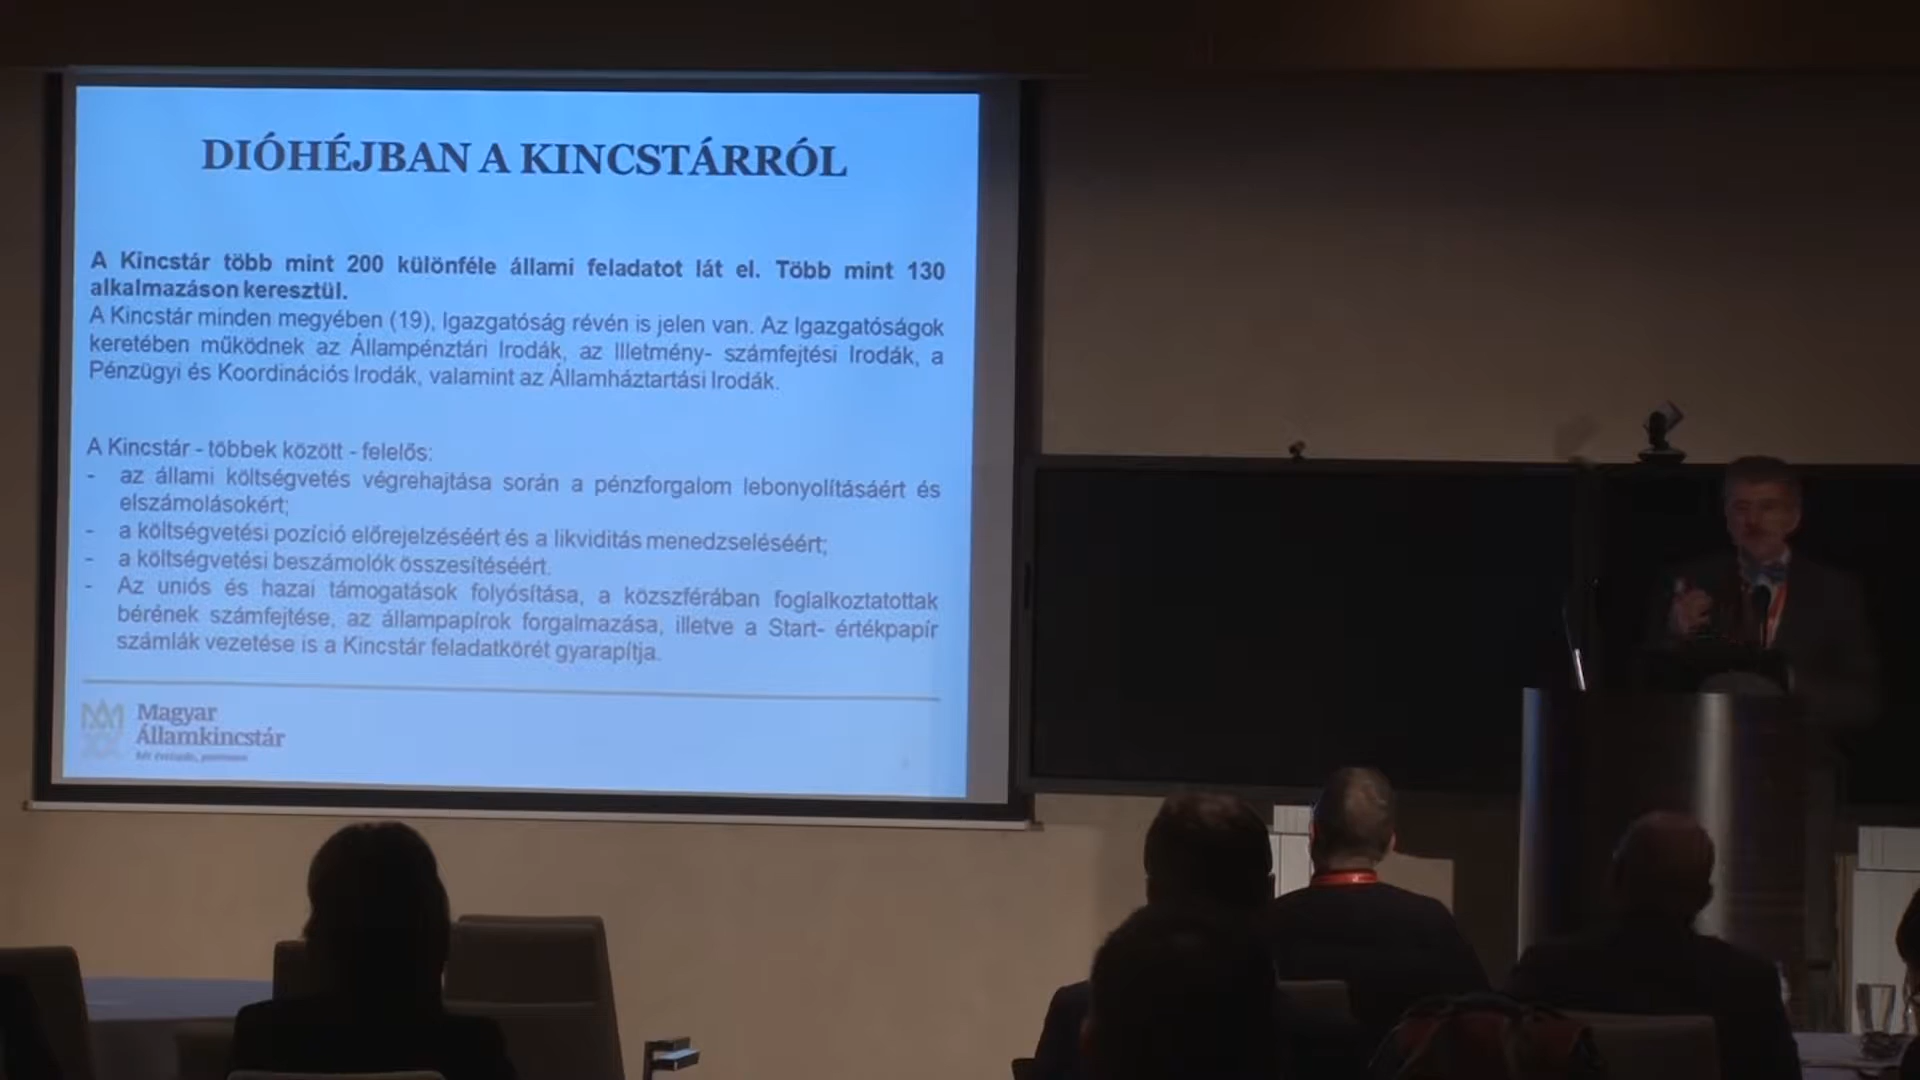 DIÓHÉJBAN A KINCSTÁRRÓL
A Kincstár több mint 200 különféle állami feladatot lát el. Több mint 130
alkalmazáson keresztül.
A Kincstár minden megyében (19), Igazgatóság révén is jelen van. Az Igazgatóságok
keretében működnek az Állampénztári Irodák, az Illetmény- számfejtési Irodák, a
Pénzügyi és Koordinációs Irodák, valamint az Államháztartási Irodák.
A Kincstár - többek között - felelős:
- az állami költségvetés végrehajtása során a pénzforgalom lebonyolításáért és
elszámolásokért;
- a költségvetési pozíció előrejelzéséért és a likviditás menedzseléséért;
- a költségvetési beszámolók összesítéséért.
- Az uniós és hazai támogatások folyósítása, a közszférában foglalkoztatottak
bérének számfejtése, az állampapírok forgalmazása, illetve a Start- értékpapír
számlák vezetése is a Kincstár feladatkörét gyarapítja.
Magyar
Államkincstár